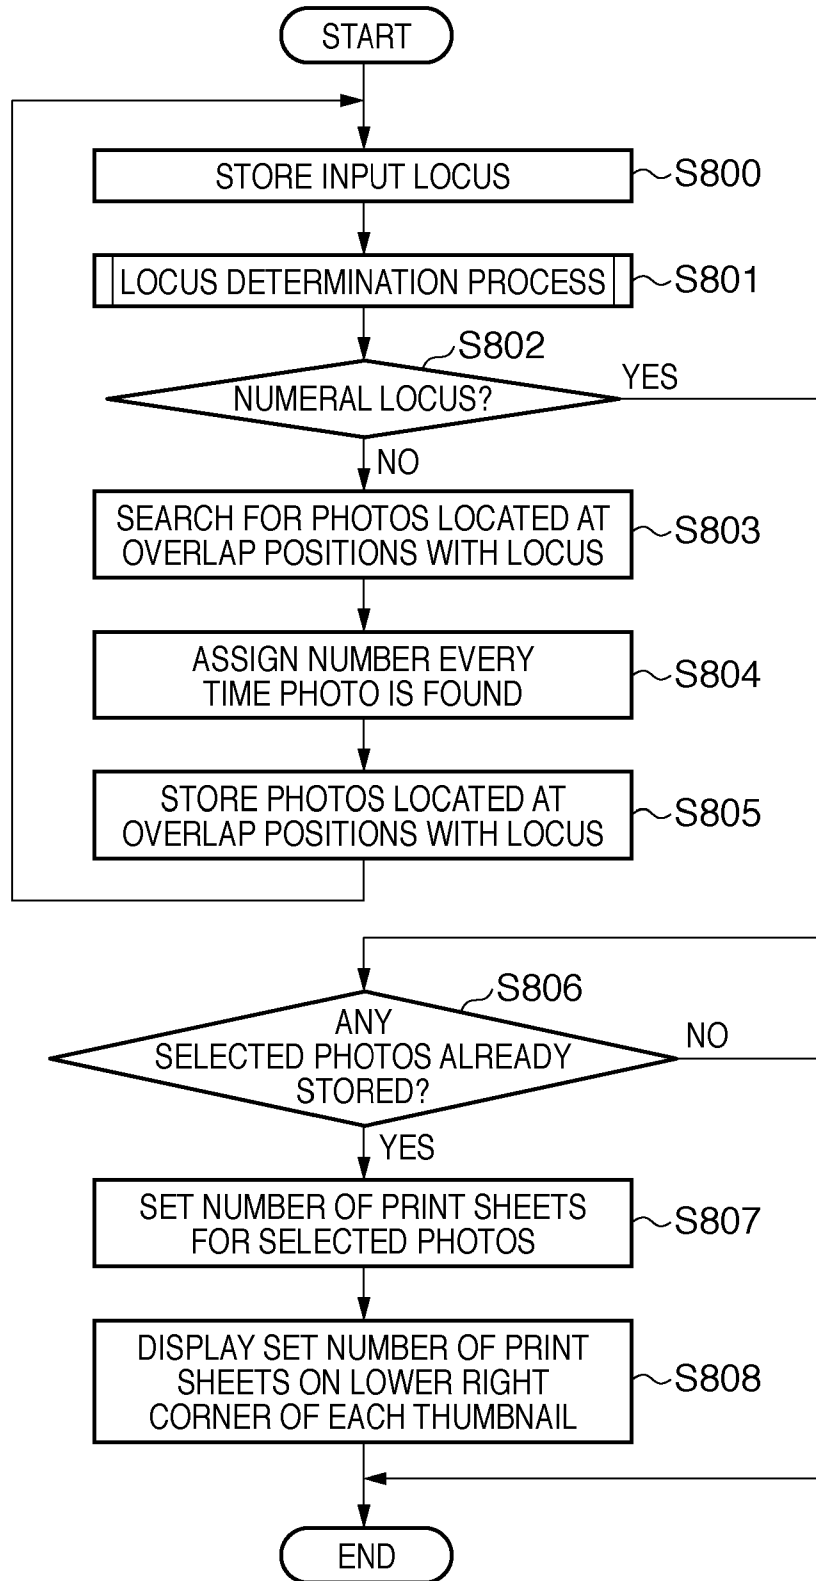 START
STORE INPUT LOCUS
S800
LOCUS DETERMINATION PROCESS
S801
S802
NUMERAL LOCUS?
YES
NO
SEARCH FOR PHOTOS LOCATED AT
OVERLAP POSITIONS WITH LOCUS
S803
ASSIGN NUMBER EVERY
TIME PHOTO IS FOUND
S804
STORE PHOTOS LOCATED AT
OVERLAP POSITIONS WITH LOCUS
S805
S806
ANY
SELECTED PHOTOS ALREADY
STORED?
NO
YES
SET NUMBER OF PRINT SHEETS
FOR SELECTED PHOTOS
S807
DISPLAY SET NUMBER OF PRINT
SHEETS ON LOWER RIGHT
CORNER OF EACH THUMBNAIL
S808
END